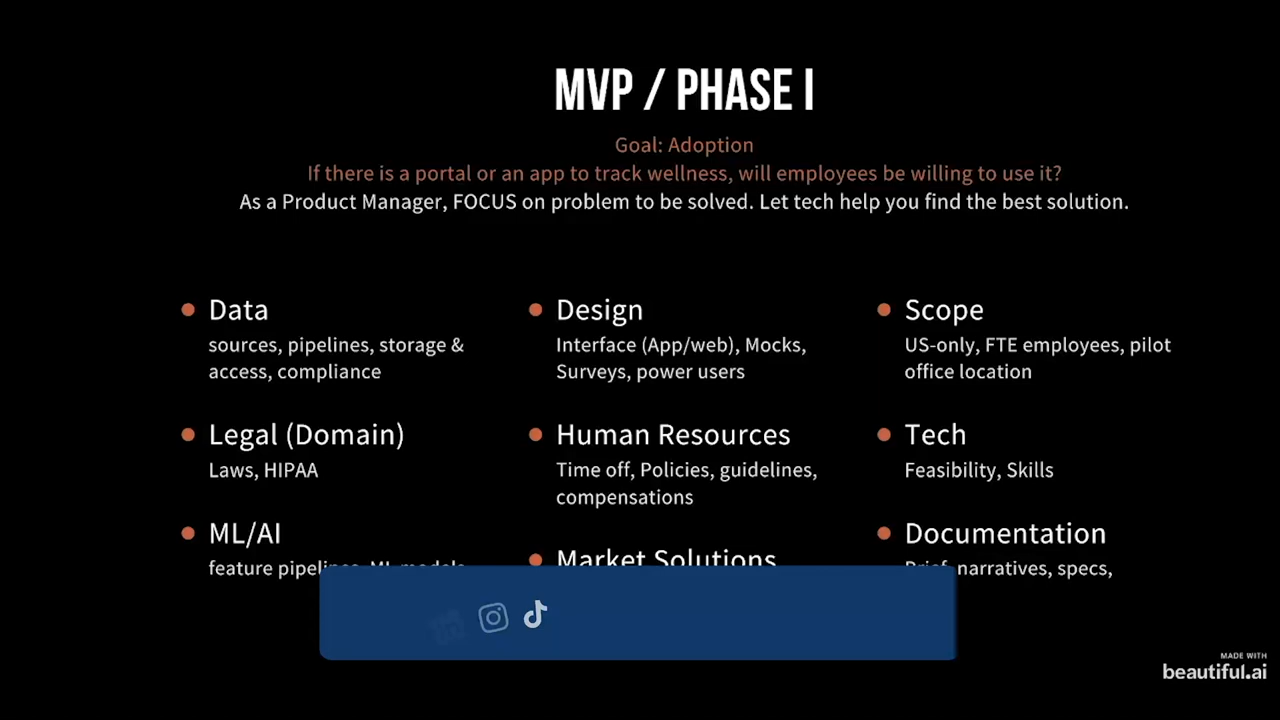 MVP / PHASE I
Goal: Adoption
If there is a portal or an app to track wellness, will employees be willing to use it?
As a Product Manager, FOCUS on problem to be solved. Let tech help you find the best solution.
Data
sources, pipelines, storage &
access, compliance
Legal (Domain)
Laws, HIPAA
ML/AI
feature pipelines, ML models
Design
Interface (App/web), Mocks,
Surveys, power users
Human Resources
Time off, Policies, guidelines,
compensations
Market Solutions
Scope
US-only, FTE employees, pilot
office location
Tech
Feasibility, Skills
Documentation
Brief, narratives, specs,
MADE WITH
beautiful.ai